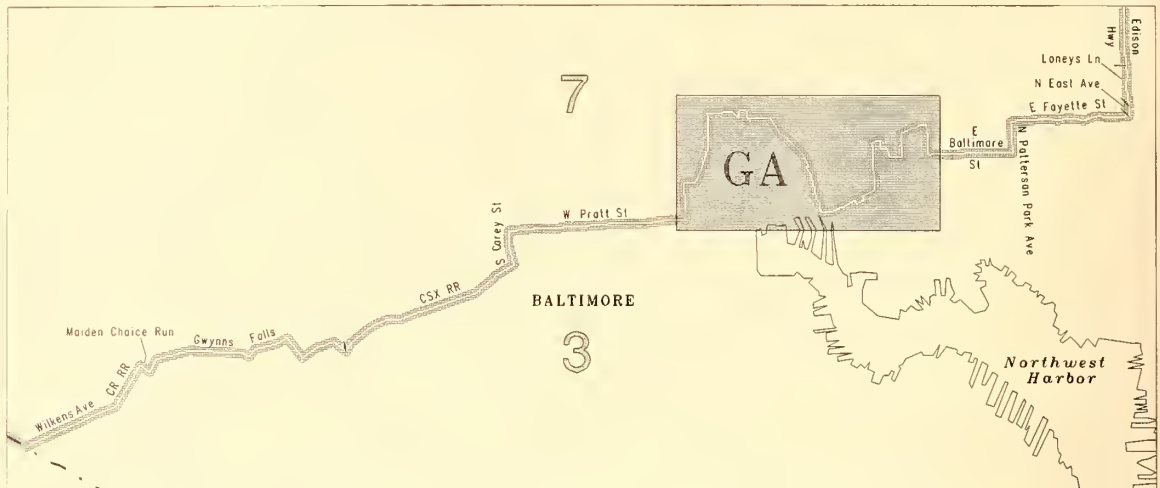 Edison
Hwy
Loneys Ln
N East Ave
E Fayette St
7
E
Baltimore
St
N Patterson Park Ave
GA
W Pratt St
S Carey St
CSX RR
BALTIMORE
3
Maiden Choice Run
Gwynns Falls
CR RR
Wilkens Ave
Northwest
Harbor